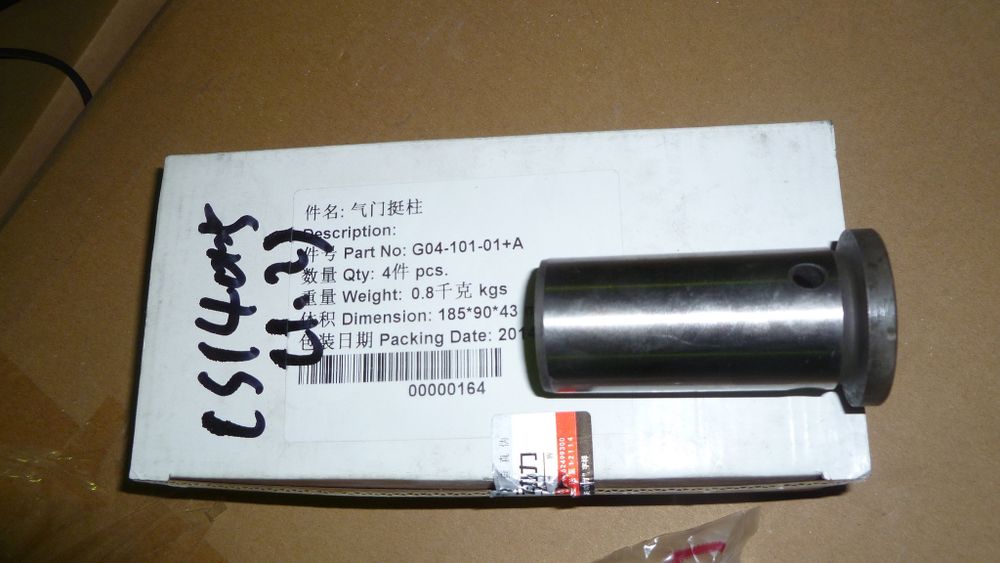 件名: 气门挺柱
Description:
件号 Part No: G04-101-01+A
数量 Qty: 4件 pcs.
重量 Weight: 0.8千克 kgs
体积 Dimension: 185*90*43
包装日期 Packing Date: 201
00000164
4.2)